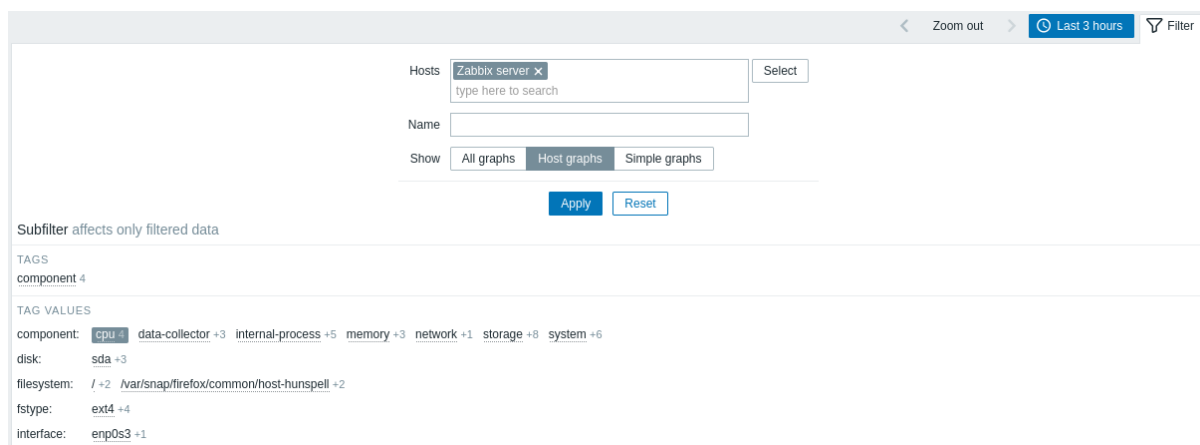 Zoom out Last 3 hours Filter
Hosts Zabbix server Select
type here to search
Name
Show All graphs Host graphs Simple graphs
Apply Reset
Subfilter affects only filtered data
TAGS
component 4
TAG VALUES
component: cpu 4 data-collector +3 internal-process +5 memory +3 network +1 storage +8 system +6
disk: sda +3
filesystem: / +2 /var/snap/firefox/common/host-hunspell +2
fstype: ext4 +4
interface: enp0s3 +1